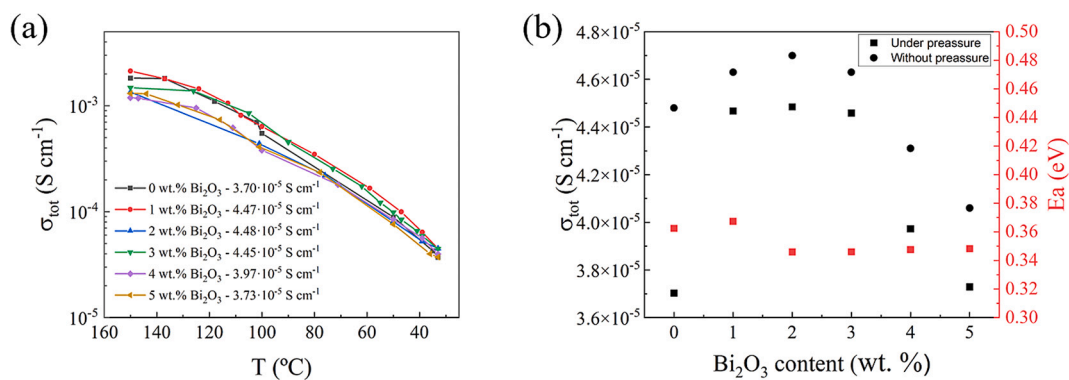 (a)
σtot (S cm⁻¹)
10⁻³
10⁻⁴
10⁻⁵
0 wt.% Bi₂O₃ - 3.70·10⁻⁵ S cm⁻¹
1 wt.% Bi₂O₃ - 4.47·10⁻⁵ S cm⁻¹
2 wt.% Bi₂O₃ - 4.48·10⁻⁵ S cm⁻¹
3 wt.% Bi₂O₃ - 4.45·10⁻⁵ S cm⁻¹
4 wt.% Bi₂O₃ - 3.97·10⁻⁵ S cm⁻¹
5 wt.% Bi₂O₃ - 3.73·10⁻⁵ S cm⁻¹
160 140 120 100 80 60 40
T (ºC)
(b)
σtot (S cm⁻¹)
4.8×10⁻⁵
4.6×10⁻⁵
4.4×10⁻⁵
4.2×10⁻⁵
4.0×10⁻⁵
3.8×10⁻⁵
3.6×10⁻⁵
Under preassure
Without preassure
0.50
0.48
0.46
0.44
0.42
0.40
0.38
0.36
0.34
0.32
0.30
Ea (eV)
0 1 2 3 4 5
Bi₂O₃ content (wt. %)